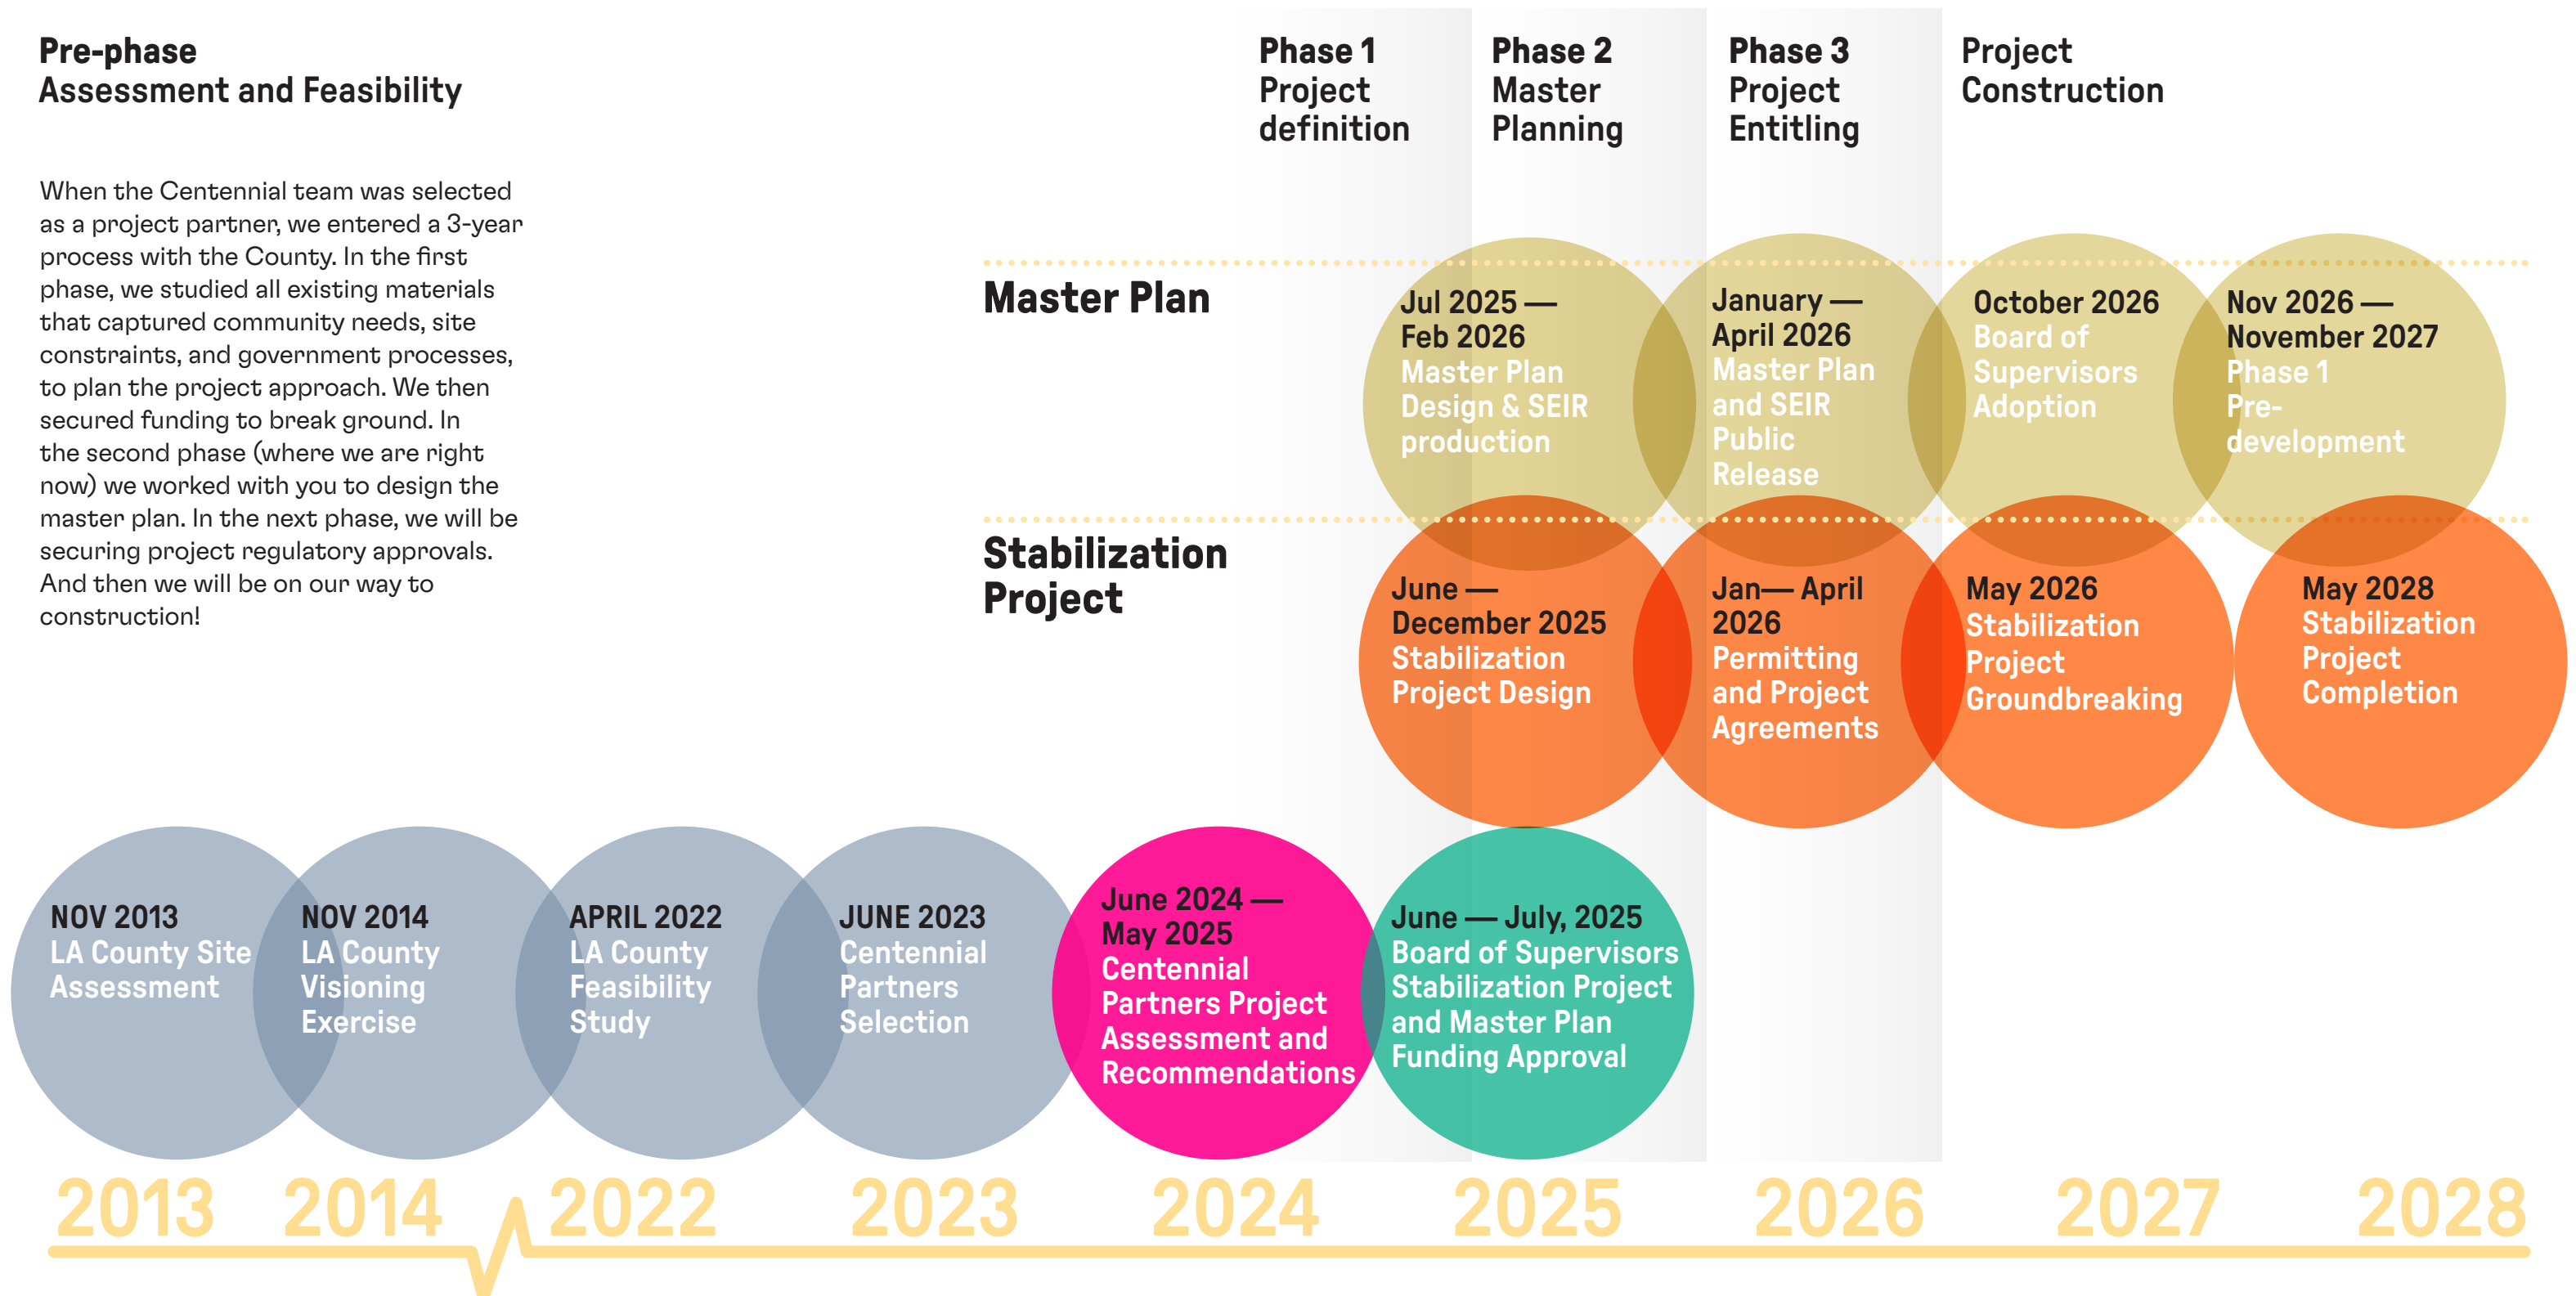 Pre-phase
Assessment and Feasibility
When the Centennial team was selected
as a project partner, we entered a 3-year
process with the County. In the first
phase, we studied all existing materials
that captured community needs, site
constraints, and government processes,
to plan the project approach. We then
secured funding to break ground. In
the second phase (where we are right
now) we worked with you to design the
master plan. In the next phase, we will be
securing project regulatory approvals.
And then we will be on our way to
construction!
Phase 1
Project
definition
Phase 2
Master
Planning
Phase 3
Project
Entitling
Project
Construction
Master Plan
Jul 2025 —
Feb 2026
Master Plan
Design & SEIR
production
January —
April 2026
Master Plan
and SEIR
Public
Release
October 2026
Board of
Supervisors
Adoption
Nov 2026 —
November 2027
Phase 1
Pre-
development
Stabilization
Project
June —
December 2025
Stabilization
Project Design
Jan— April
2026
Permitting
and Project
Agreements
May 2026
Stabilization
Project
Groundbreaking
May 2028
Stabilization
Project
Completion
NOV 2013
LA County Site
Assessment
NOV 2014
LA County
Visioning
Exercise
APRIL 2022
LA County
Feasibility
Study
JUNE 2023
Centennial
Partners
Selection
June 2024 —
May 2025
Centennial
Partners Project
Assessment and
Recommendations
June — July, 2025
Board of Supervisors
Stabilization Project
and Master Plan
Funding Approval
2013
2014
2022
2023
2024
2025
2026
2027
2028